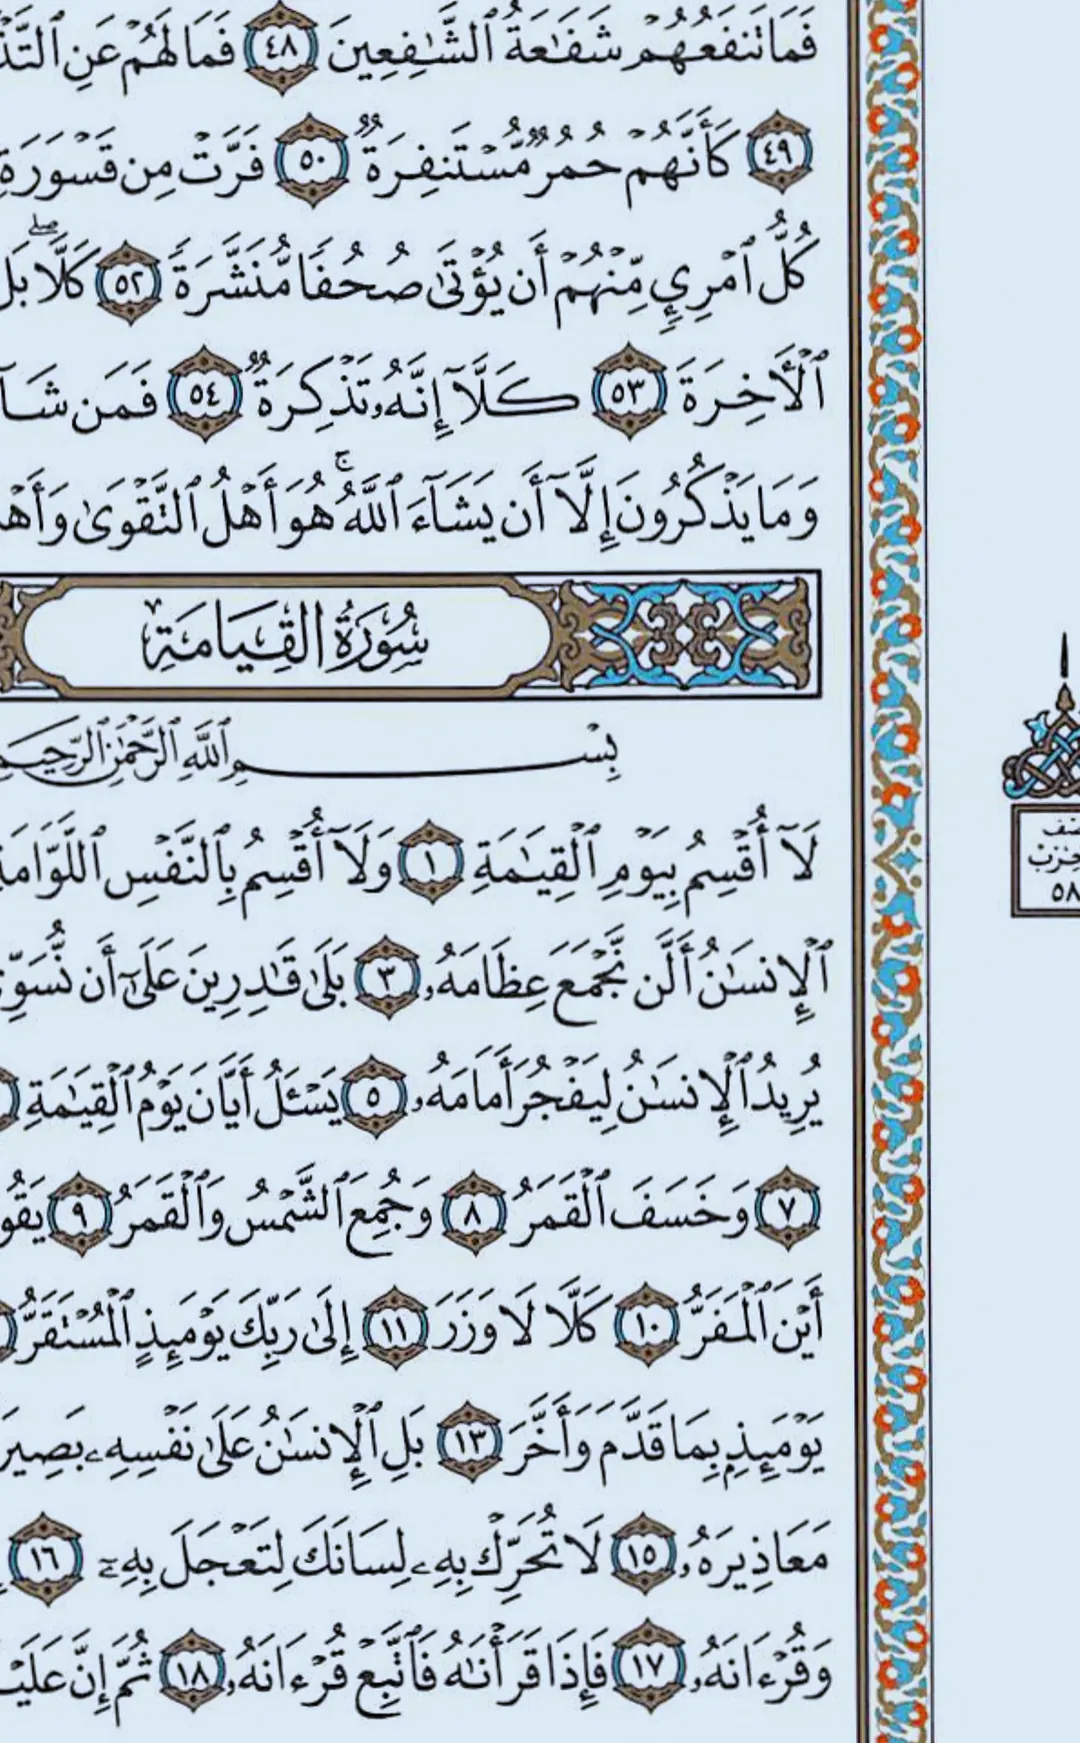 فَمَا تَنفَعُهُمۡ شَفَٰعَةُ ٱلشَّٰفِعِينَ ٤٨ فَمَا لَهُمۡ عَنِ
٤٩ كَأَنَّهُمۡ حُمُرٞ مُّسۡتَنفِرَةٞ ٥٠ فَرَّتۡ مِن قَسۡوَرَةِۭ
كُلُّ ٱمۡرِيٕٖ مِّنۡهُمۡ أَن يُؤۡتَىٰ صُحُفٗا مُّنَشَّرَةٗ ٥٢ كَلَّاۖ بَل
ٱلۡأٓخِرَةَ ٥٣ كَلَّآ إِنَّهُۥ تَذۡكِرَةٞ ٥٤ فَمَن
وَمَا يَذۡكُرُونَ إِلَّآ أَن يَشَآءَ ٱللَّهُۚ هُوَ أَهۡلُ ٱلتَّقۡوَىٰ
سُورَةُ القِيَامَةِ
بِسۡمِ ٱللَّهِ ٱلرَّحۡمَٰنِ ٱلرَّحِيمِ
لَآ أُقۡسِمُ بِيَوۡمِ ٱلۡقِيَٰمَةِ ١ وَلَآ أُقۡسِمُ بِٱلنَّفۡسِ ٱللَّوَّامَةِ
ٱلۡإِنسَٰنُ أَلَّن نَّجۡمَعَ عِظَامَهُۥ ٣ بَلَىٰ قَٰدِرِينَ عَلَىٰٓ أَن
يُرِيدُ ٱلۡإِنسَٰنُ لِيَفۡجُرَ أَمَامَهُۥ ٥ يَسۡـَٔلُ أَيَّانَ يَوۡمُ ٱلۡقِيَٰمَةِ
٧ وَخَسَفَ ٱلۡقَمَرُ ٨ وَجُمِعَ ٱلشَّمۡسُ وَٱلۡقَمَرُ ٩
أَيۡنَ ٱلۡمَفَرُّ ١٠ كَلَّا لَا وَزَرَ ١١ إِلَىٰ رَبِّكَ يَوۡمَئِذٍ ٱلۡمُسۡتَقَرُّ
يَوۡمَئِذِۭ بِمَا قَدَّمَ وَأَخَّرَ ١٣ بَلِ ٱلۡإِنسَٰنُ عَلَىٰ نَفۡسِهِۦ
مَعَاذِيرَهُۥ ١٥ لَا تُحَرِّكۡ بِهِۦ لِسَانَكَ لِتَعۡجَلَ بِهِۦٓ ١٦
وَقُرۡءَانَهُۥ ١٧ فَإِذَا قَرَأۡنَٰهُ فَٱتَّبِعۡ قُرۡءَانَهُۥ ١٨ ثُمَّ إِنَّ
٥٨